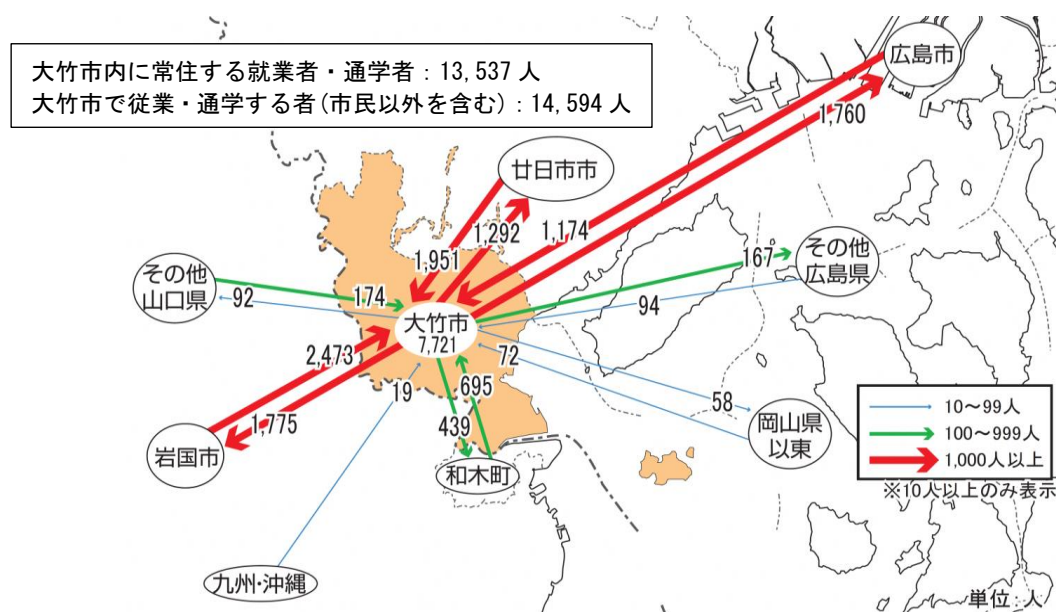 大竹市内に常住する就業者・通学者：13,537人
大竹市で従業・通学する者(市民以外を含む)：14,594人
広島市
1,760
廿日市市
1,292
1,174
1,951
167
その他
広島県
その他
山口県
92
174
94
大竹市
7,721
2,473
72
19
695
58
1,775
439
岩国市
和木町
岡山県
以東
10～99人
100～999人
1,000人以上
※10人以上のみ表示
九州・沖縄
単位：人